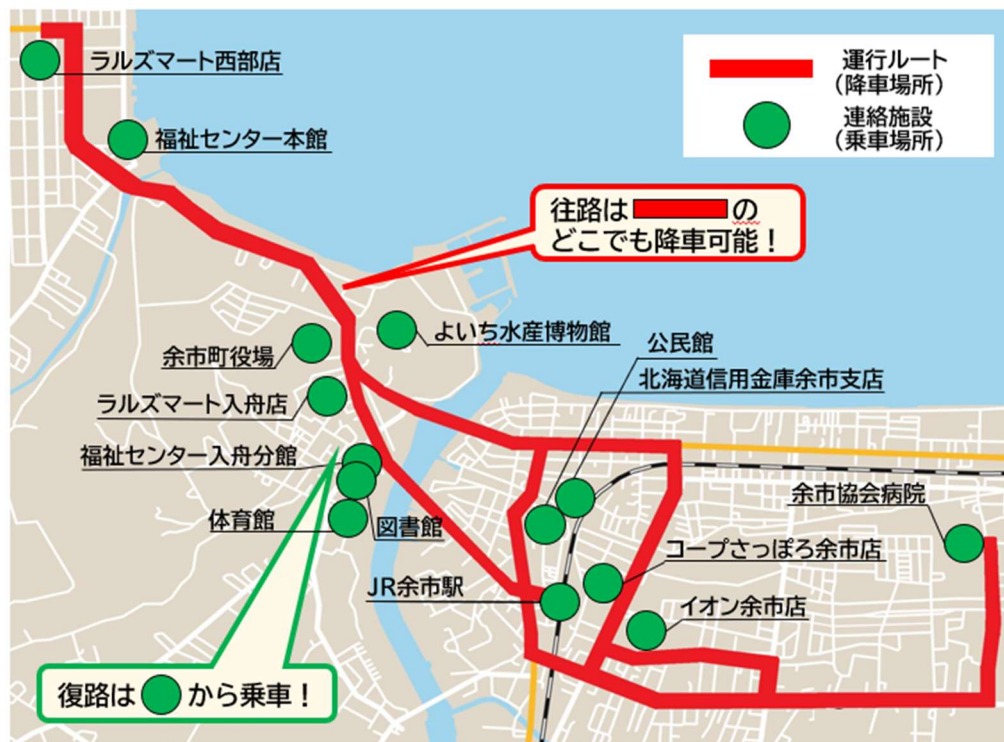 ラルズマート西部店
福祉センター本館
運行ルート
(降車場所)
連絡施設
(乗車場所)
往路は の
どこでも降車可能！
よいち水産博物館
公民館
余市町役場
北海道信用金庫余市支店
ラルズマート入舟店
福祉センター入舟分館
余市協会病院
体育館
図書館
コープさっぽろ余市店
JR余市駅
イオン余市店
復路は から乗車！